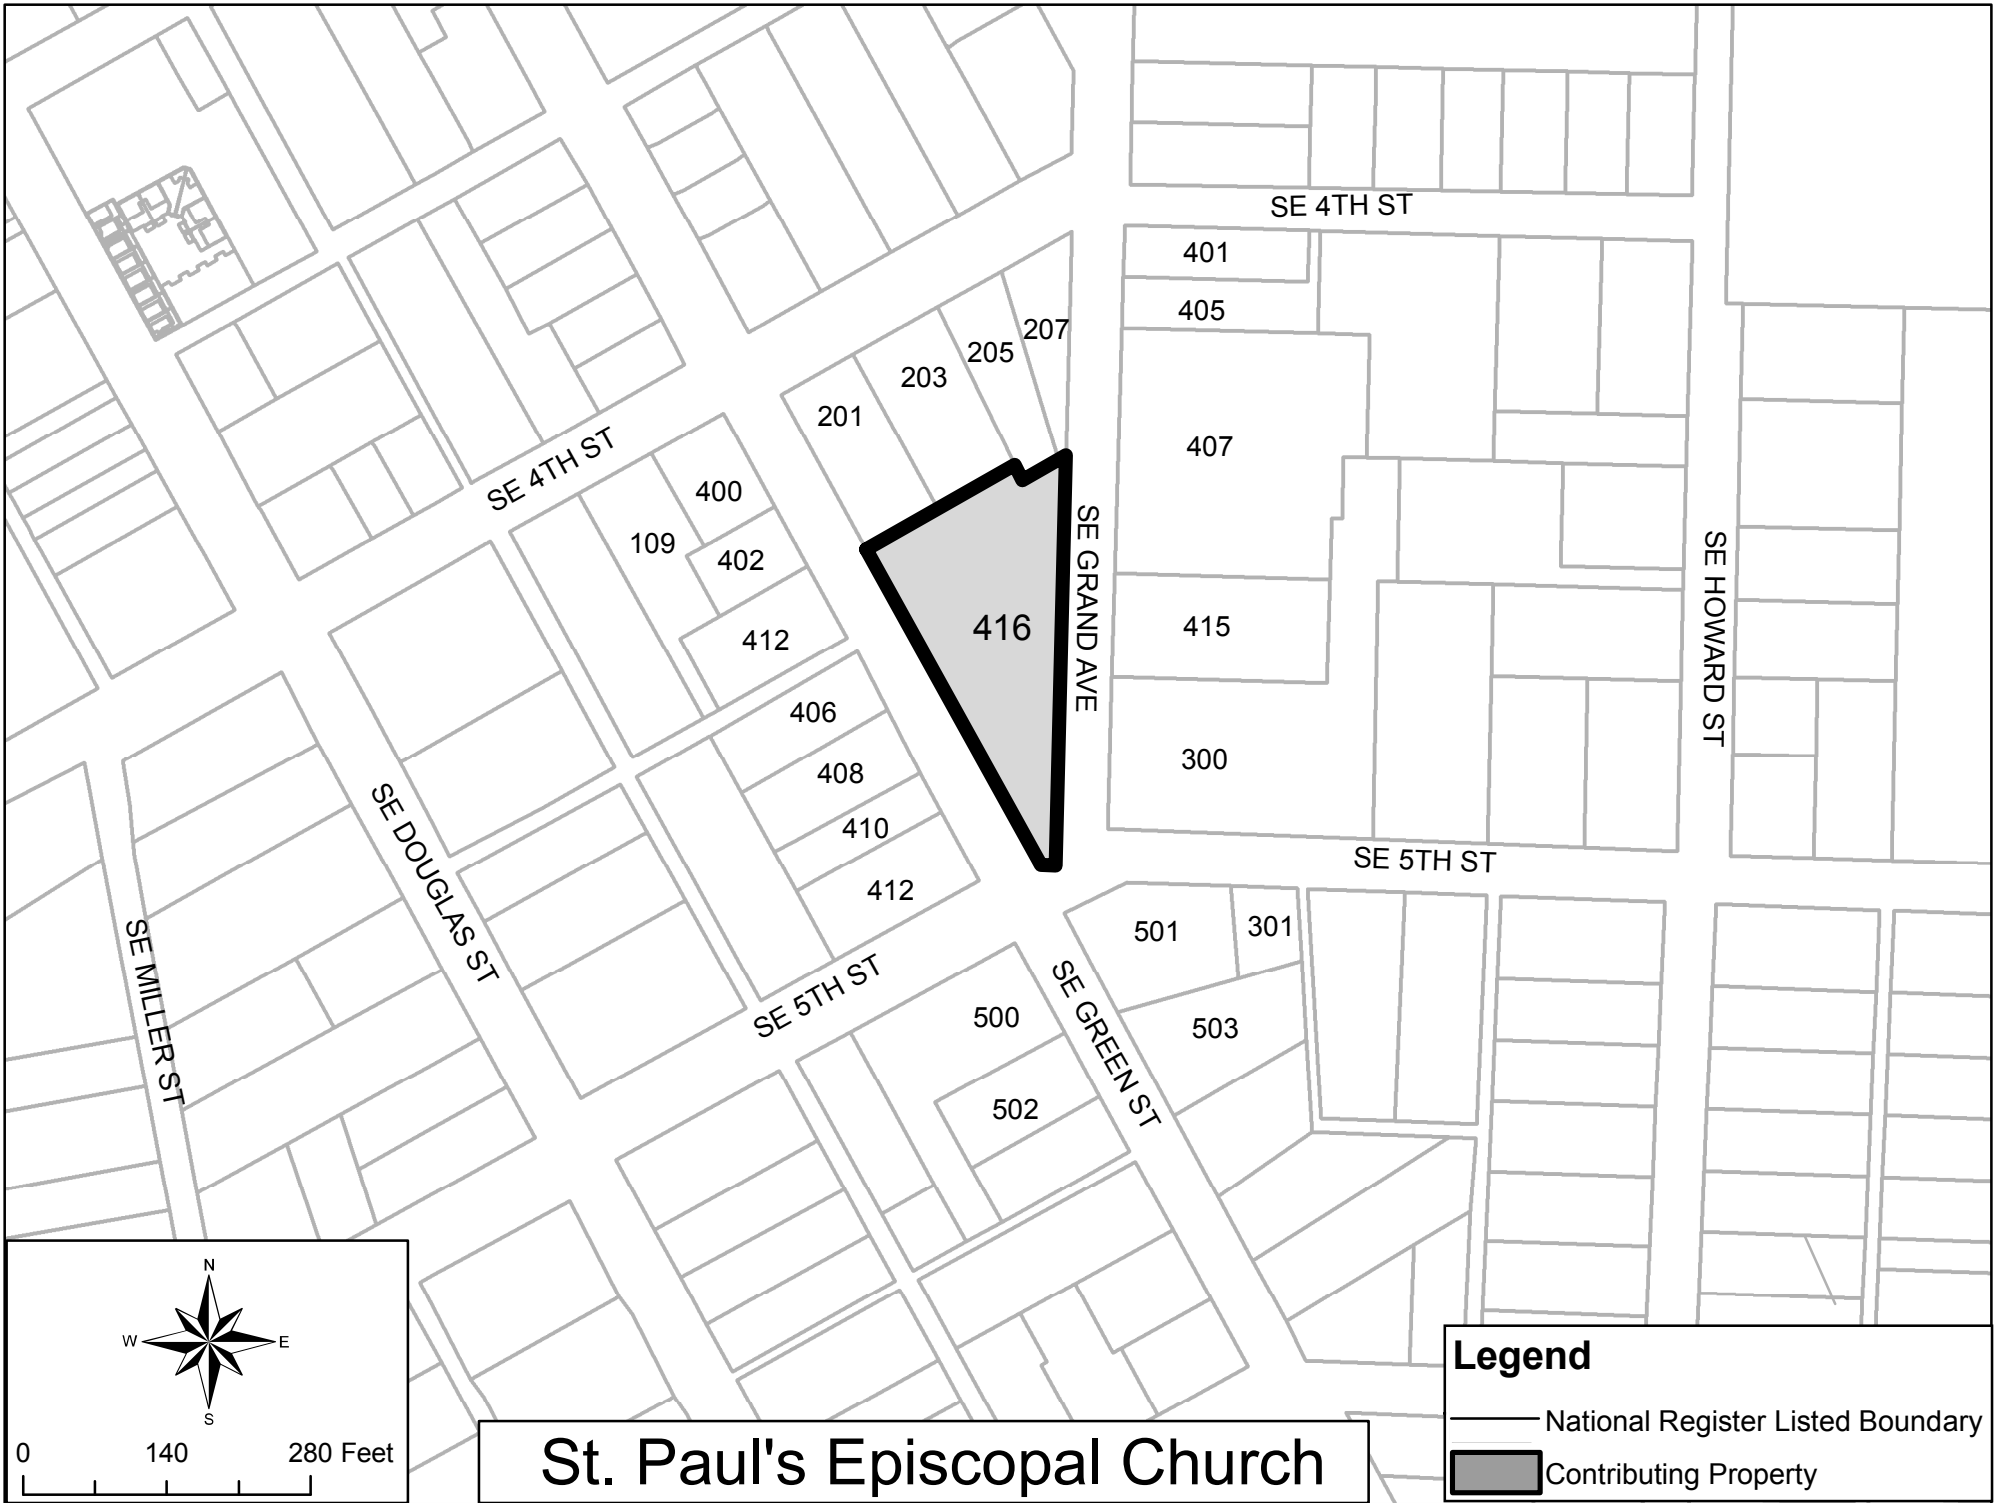 SE 4TH ST
401
405
207
205
203
201
407
SE 4TH ST
400
109
402
412
416
SE GRAND AVE
415
SE HOWARD ST
406
408
410
412
300
SE DOUGLAS ST
SE 5TH ST
SE MILLER ST
501
301
SE 5TH ST
500
SE GREEN ST
503
502
N
W
E
S
0 140 280 Feet
St. Paul's Episcopal Church
Legend
National Register Listed Boundary
Contributing Property